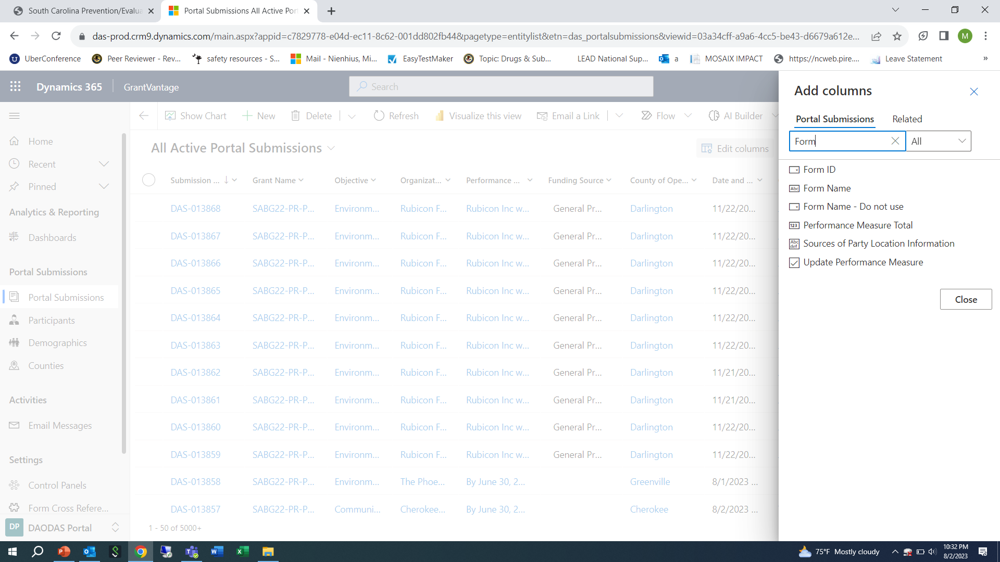 South Carolina Prevention/Evalua
Portal Submissions All Active Port
das-prod.crm9.dynamics.com/main.aspx?appid=c7829778-e04d-ec11-8c62-001dd802fb44&pagetype=entitylist&etn=das_portalsubmissions&viewid=03a34cff-a9a6-4cc5-be43-d6679a612e... M
UberConference Peer Reviewer - Rev... safety resources - S... Mail - Nienhius, Mi... EasyTestMaker Topic: Drugs & Sub... LEAD National Sup... a MOSAIX IMPACT https://ncweb.pire.... Leave Statement »
Dynamics 365 GrantVantage Search
Show Chart New Delete Refresh Visualize this view Email a Link Flow AI Builder
Home
Recent
Pinned
Analytics & Reporting
Dashboards
Portal Submissions
Portal Submissions
Participants
Demographics
Counties
Activities
Email Messages
Settings
Control Panels
Form Cross Refere...
DP DAODAS Portal
All Active Portal Submissions Edit columns
Submission ... Grant Name Objective Organizat... Performance ... Funding Source County of Ope... Date and ...
DAS-013868 SABG22-PR-P... Environm... Rubicon F... Rubicon Inc w... General Pr... Darlington 11/22/20...
DAS-013867 SABG22-PR-P... Environm... Rubicon F... Rubicon Inc w... General Pr... Darlington 11/22/20...
DAS-013866 SABG22-PR-P... Environm... Rubicon F... Rubicon Inc w... General Pr... Darlington 11/22/20...
DAS-013865 SABG22-PR-P... Environm... Rubicon F... Rubicon Inc w... General Pr... Darlington 11/22/20...
DAS-013864 SABG22-PR-P... Environm... Rubicon F... Rubicon Inc w... General Pr... Darlington 11/22/20...
DAS-013863 SABG22-PR-P... Environm... Rubicon F... Rubicon Inc w... General Pr... Darlington 11/22/20...
DAS-013862 SABG22-PR-P... Environm... Rubicon F... Rubicon Inc w... General Pr... Darlington 11/21/20...
DAS-013861 SABG22-PR-P... Environm... Rubicon F... Rubicon Inc w... General Pr... Darlington 11/21/20...
DAS-013860 SABG22-PR-P... Environm... Rubicon F... Rubicon Inc w... General Pr... Darlington 11/22/20...
DAS-013859 SABG22-PR-P... Environm... Rubicon F... Rubicon Inc w... General Pr... Darlington 11/22/20...
DAS-013858 SABG22-PR-P... Environm... The Phoe... By June 30, 2... Greenville 8/1/2023 ...
DAS-013857 SABG22-PR-P... Communi... Cherokee... By June 30, 2... Cherokee 8/2/2023 ...
1 - 50 of 5000+
Add columns
Portal Submissions Related
Form All
Form ID
Form Name
Form Name - Do not use
Performance Measure Total
Sources of Party Location Information
Update Performance Measure
Close
75°F Mostly cloudy
10:32 PM
8/2/2023